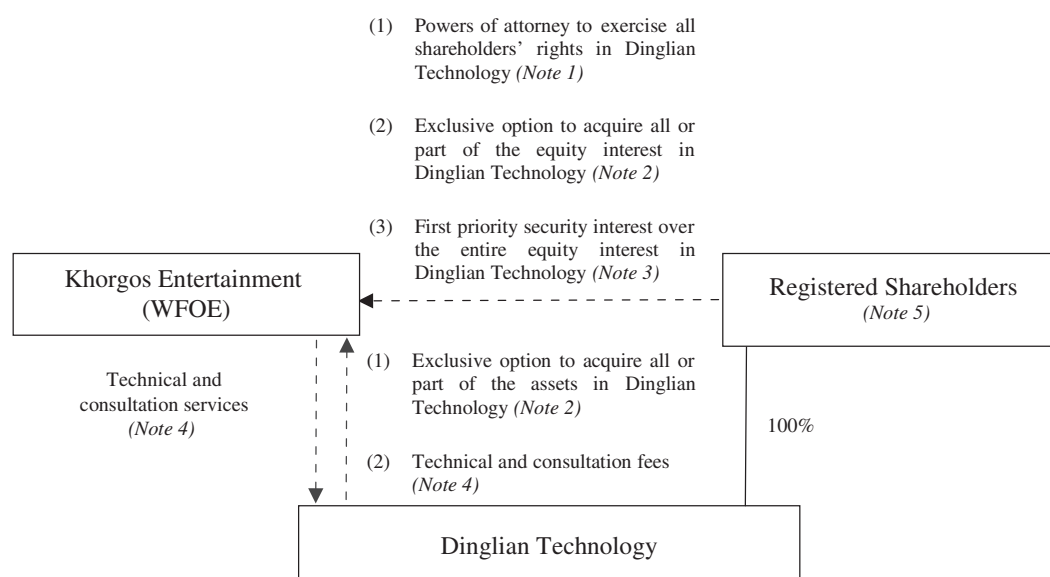 (1) Powers of attorney to exercise all
shareholders’ rights in Dinglian
Technology (Note 1)
(2) Exclusive option to acquire all or
part of the equity interest in
Dinglian Technology (Note 2)
(3) First priority security interest over
the entire equity interest in
Dinglian Technology (Note 3)
Khorgos Entertainment
(WFOE)
Registered Shareholders
(Note 5)
Technical and
consultation services
(Note 4)
(1) Exclusive option to acquire all or
part of the assets in Dinglian
Technology (Note 2)
(2) Technical and consultation fees
(Note 4)
100%
Dinglian Technology